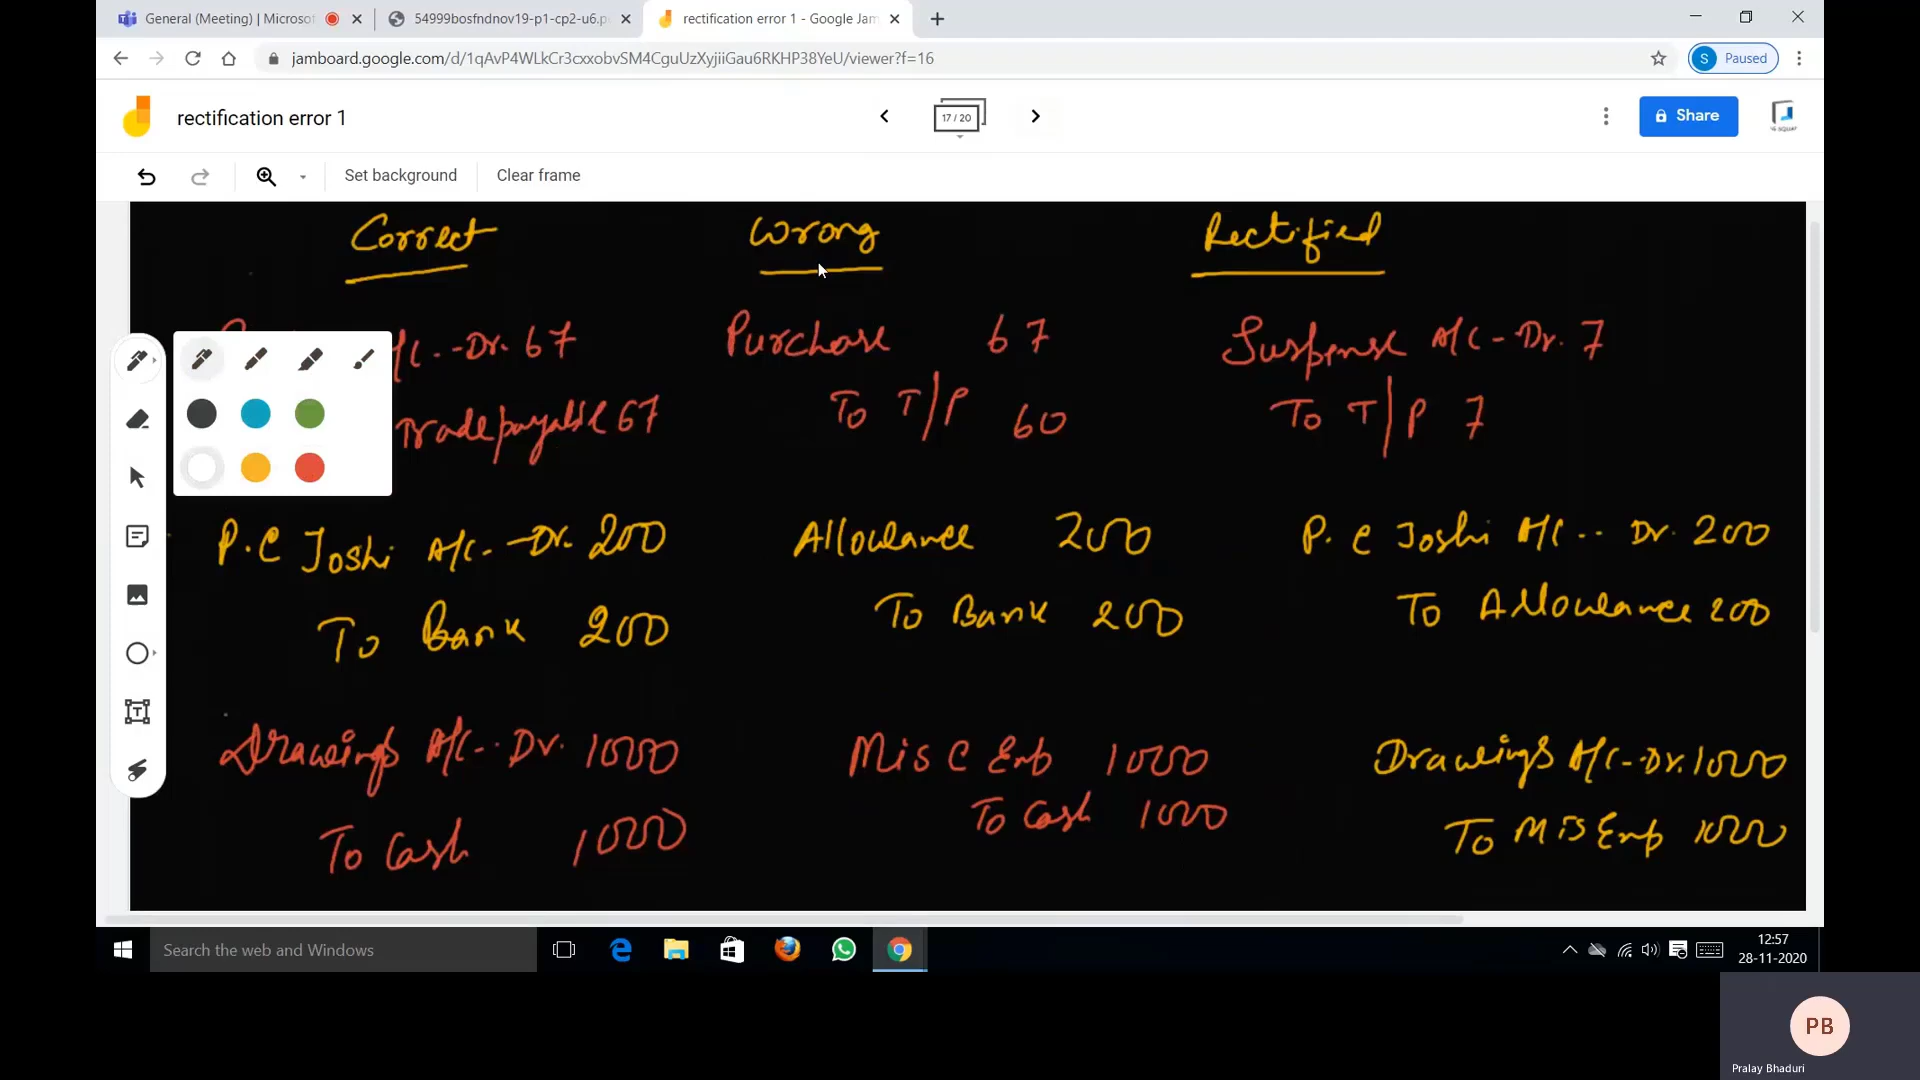 General (Meeting) | Microsof
54999bosfndnov19-p1-cp2-u6.p
rectification error 1 - Google Jam
jamboard.google.com/d/1qAvP4WLkCr3cxxobvSM4CguUzXyjiiGau6RKHP38YeU/viewer?f=16
S Paused
rectification error 1
17 / 20
Share
Set background
Clear frame
Correct Wrong Rectified
A/C.--Dr. 67 Purchase 67 Suspense A/C - Dr. 7
Trade payable 67 To T/P 60 To T/P 7
P.C Joshi A/C. -Dr. 200 Allowance 200 P.C Joshi A/C .. Dr. 200
To Bank 200 To Bank 200 To Allowance 200
Drawings A/C-.. Dr. 1000 Misc Exp 1000 Drawings A/C-.Dr. 1000
To Cash 1000 To Cash 1000 To Mis Exp 1000
Search the web and Windows
12:57
28-11-2020
PB
Pralay Bhaduri